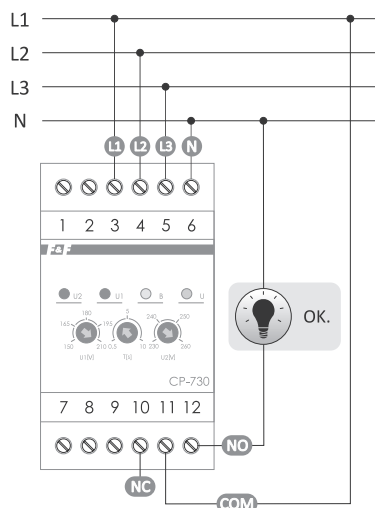 L1
L2
L3
N
L1 L2 L3 N
1 2 3 4 5 6
F&F
U2 U1 B U
180 5 240 250
165 195
150 210 0,5 10 230 260
U1[V] T[s] U2[V]
OK.
CP-730
7 8 9 10 11 12
NO
NC
COM